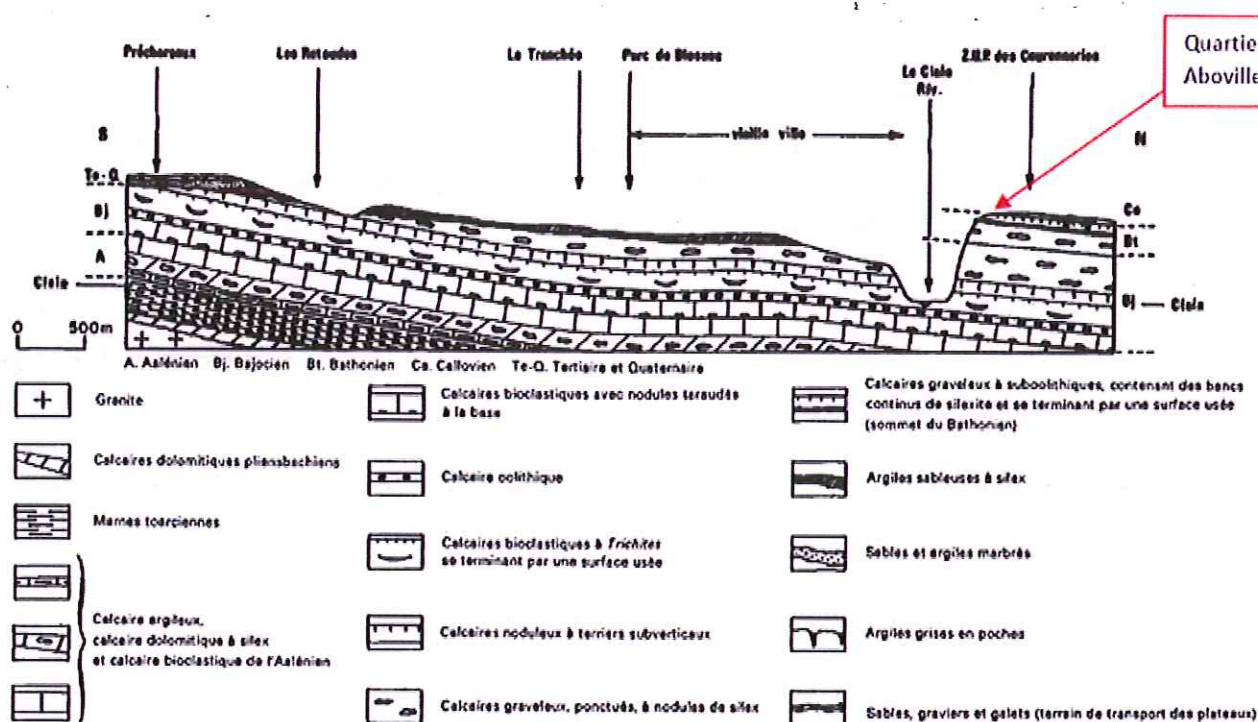 Quartier
Aboville
Préchareaux
Les Rataudes
La Tranchée
Parc de Blossac
Le Clain
Riv.
Z.U.P. des Couronneries
S
vieille ville
N
Te-Q
Bj
A
Clain
Ca
Bt
Bj
Clain
0 500m
A. Aalénien Bj. Bajocien Bt. Bathonien Ca. Callovien Te-Q. Tertiaire et Quaternaire
Granite
Calcaires dolomitiques pliensbachiens
Marnes toarciennes
Calcaire argileux,
calcaire dolomitique à silex
et calcaire bioclastique de l'Aalénien
Calcaires bioclastiques avec nodules taraudés
à la base
Calcaire oolithique
Calcaires bioclastiques à Trichites
se terminant par une surface usée
Calcaires noduleux à terriers subverticaux
Calcaires graveleux, ponctués, à nodules de silex
Calcaires graveleux à suboolithiques, contenant des bancs
continus de silexite et se terminant par une surface usée
(sommet du Bathonien)
Argiles sableuses à silex
Sables et argiles marbrés
Argiles grises en poches
Sables, graviers et galets (terrain de transport des plateaux)